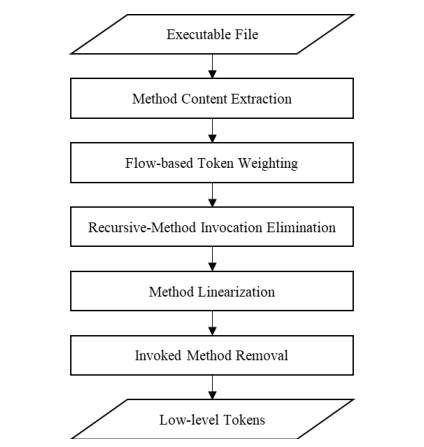 Executable File
Method Content Extraction
Flow-based Token Weighting
Recursive-Method Invocation Elimination
Method Linearization
Invoked Method Removal
Low-level Tokens